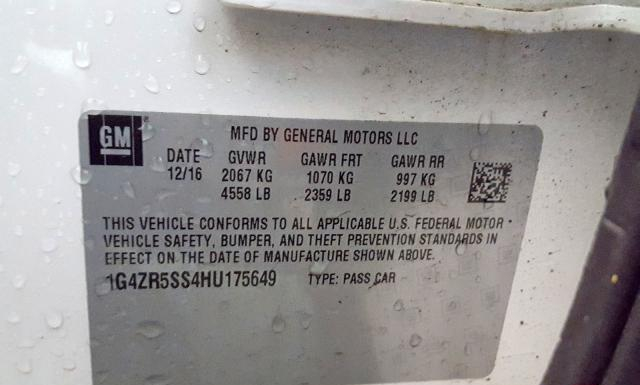 GM
MFD BY GENERAL MOTORS LLC
DATE GVWR GAWR FRT GAWR RR
12/16 2067 KG 1070 KG 997 KG
4558 LB 2359 LB 2199 LB
THIS VEHICLE CONFORMS TO ALL APPLICABLE U.S. FEDERAL MOTOR
VEHICLE SAFETY, BUMPER, AND THEFT PREVENTION STANDARDS IN
EFFECT ON THE DATE OF MANUFACTURE SHOWN ABOVE.
1G4ZR5SS4HU175649 TYPE: PASS CAR